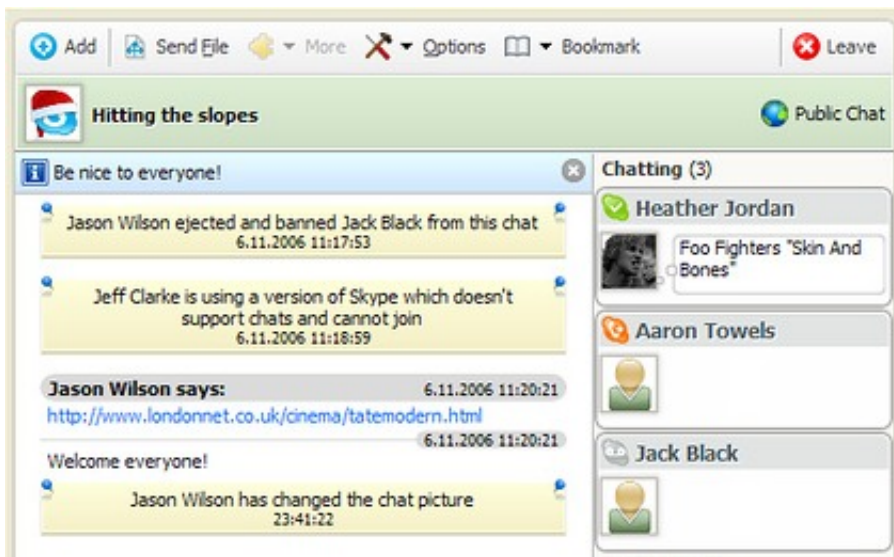 Add Send File More Options Bookmark Leave
Hitting the slopes
Public Chat
Be nice to everyone!
Jason Wilson ejected and banned Jack Black from this chat
6.11.2006 11:17:53
Jeff Clarke is using a version of Skype which doesn't
support chats and cannot join
6.11.2006 11:18:59
Jason Wilson says: 6.11.2006 11:20:21
http://www.londonnet.co.uk/cinema/tatemodern.html
6.11.2006 11:20:21
Welcome everyone!
Jason Wilson has changed the chat picture
23:41:22
Chatting (3)
Heather Jordan
Foo Fighters "Skin And
Bones"
Aaron Towels
Jack Black